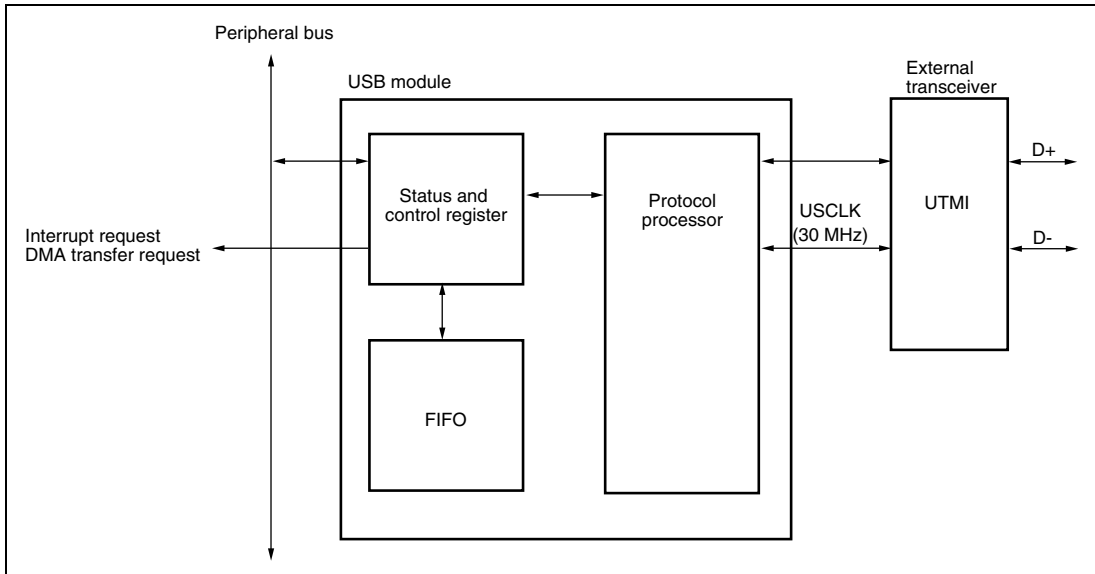 Peripheral bus
USB module
External
transceiver
Status and
control register
Protocol
processor
UTMI
D+
D-
USCLK
(30 MHz)
Interrupt request
DMA transfer request
FIFO